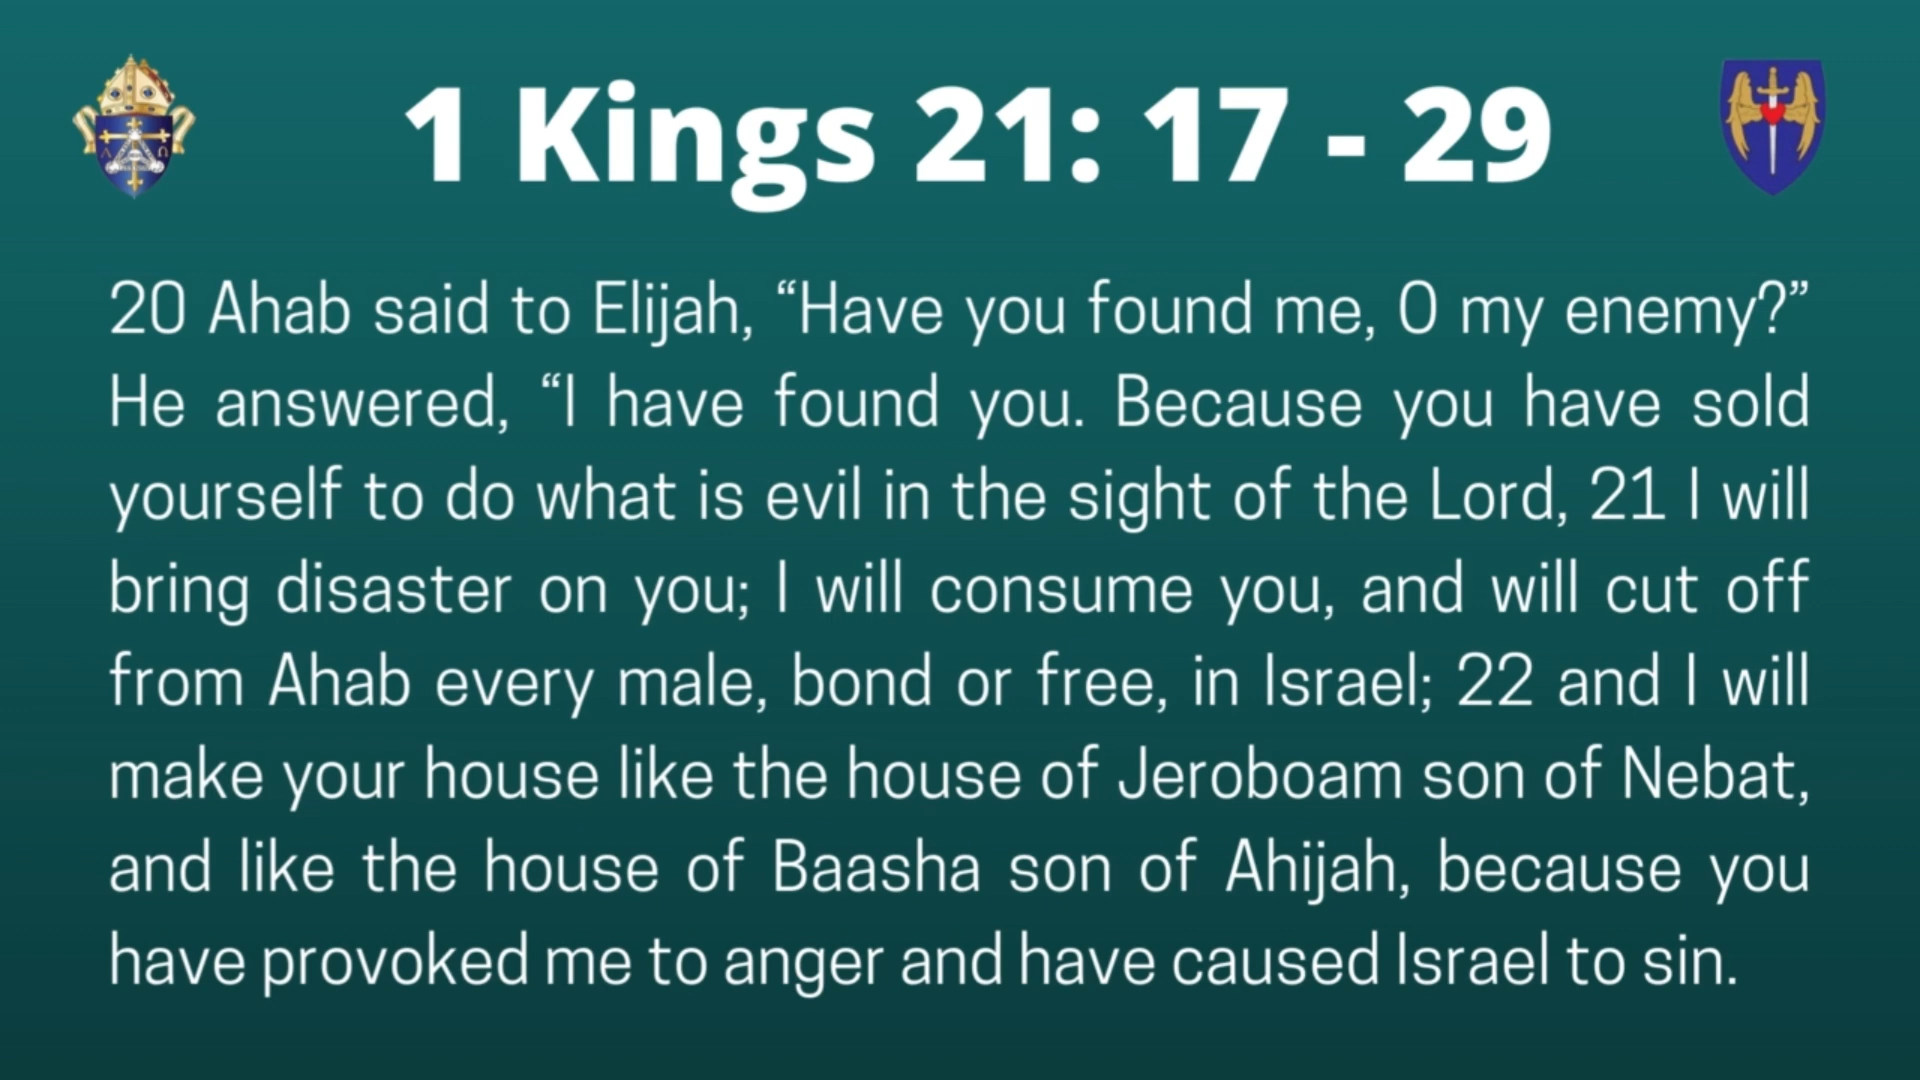 1 Kings 21: 17 - 29
20 Ahab said to Elijah, “Have you found me, O my enemy?”
He answered, “I have found you. Because you have sold
yourself to do what is evil in the sight of the Lord, 21 I will
bring disaster on you; I will consume you, and will cut off
from Ahab every male, bond or free, in Israel; 22 and I will
make your house like the house of Jeroboam son of Nebat,
and like the house of Baasha son of Ahijah, because you
have provoked me to anger and have caused Israel to sin.